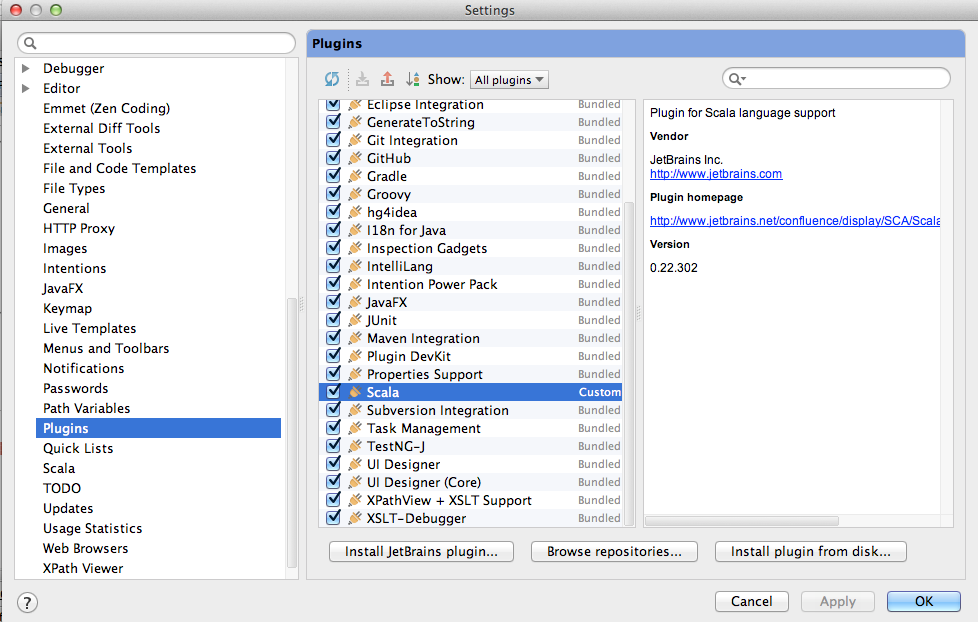 Settings
Debugger
Editor
Emmet (Zen Coding)
External Diff Tools
External Tools
File and Code Templates
File Types
General
HTTP Proxy
Images
Intentions
JavaFX
Keymap
Live Templates
Menus and Toolbars
Notifications
Passwords
Path Variables
Plugins
Quick Lists
Scala
TODO
Updates
Usage Statistics
Web Browsers
XPath Viewer
Plugins
Show: All plugins
Eclipse Integration Bundled
GenerateToString Bundled
Git Integration Bundled
GitHub Bundled
Gradle Bundled
Groovy Bundled
hg4idea Bundled
I18n for Java Bundled
Inspection Gadgets Bundled
IntelliLang Bundled
Intention Power Pack Bundled
JavaFX Bundled
JUnit Bundled
Maven Integration Bundled
Plugin DevKit Bundled
Properties Support Bundled
Scala Custom
Subversion Integration Bundled
Task Management Bundled
TestNG-J Bundled
UI Designer Bundled
UI Designer (Core) Bundled
XPathView + XSLT Support Bundled
XSLT-Debugger Bundled
Plugin for Scala language support
Vendor
JetBrains Inc.
http://www.jetbrains.com
Plugin homepage
http://www.jetbrains.net/confluence/display/SCA/Scala
Version
0.22.302
Install JetBrains plugin... Browse repositories... Install plugin from disk...
? Cancel Apply OK